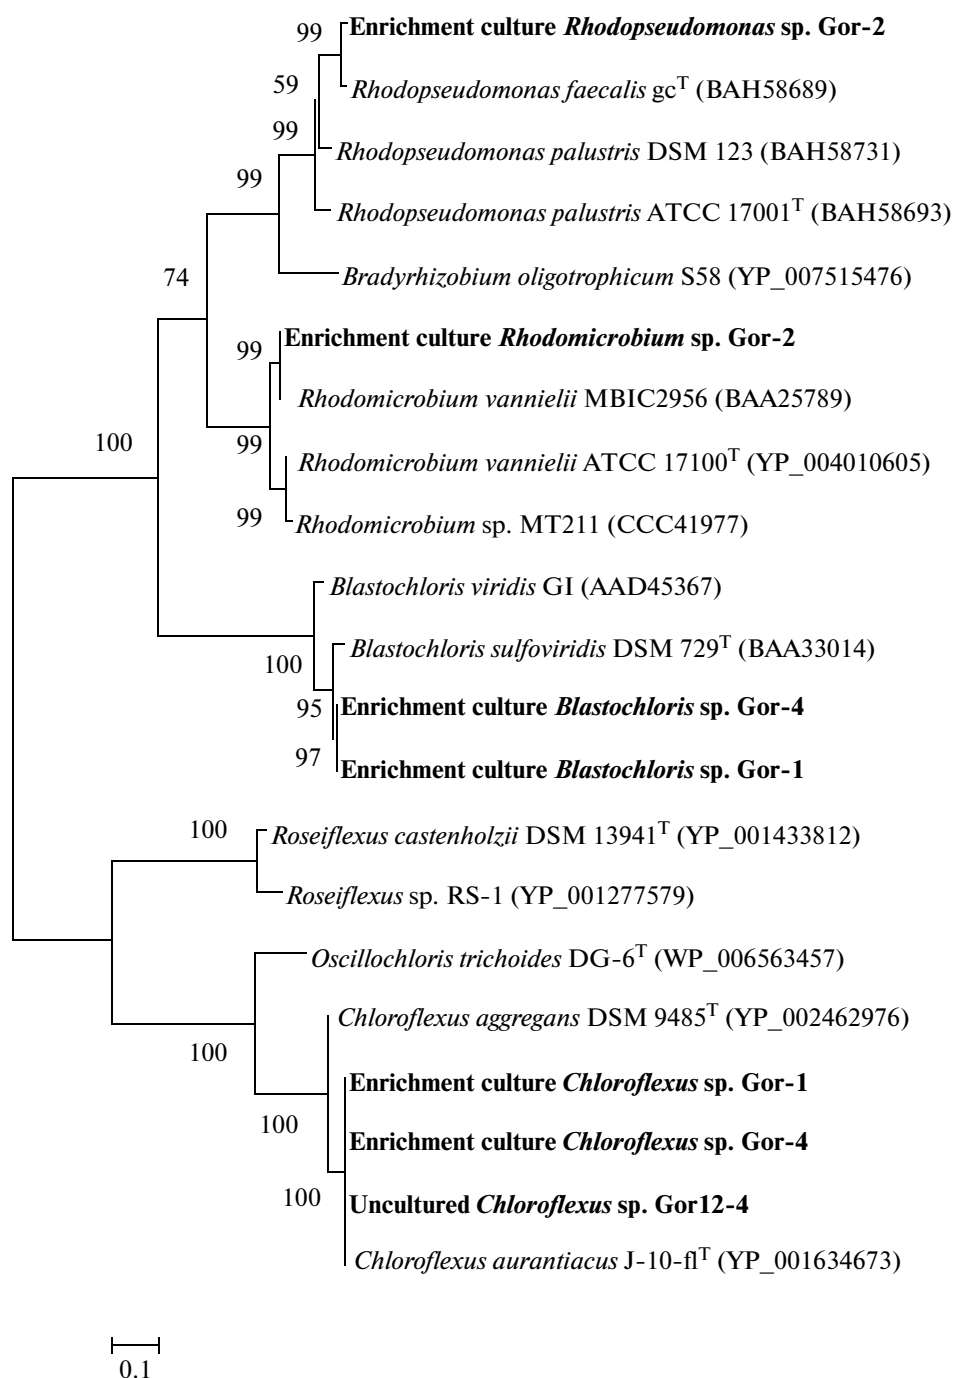 99
Enrichment culture Rhodopseudomonas sp. Gor-2
59
Rhodopseudomonas faecalis gcT (BAH58689)
99
Rhodopseudomonas palustris DSM 123 (BAH58731)
99
Rhodopseudomonas palustris ATCC 17001T (BAH58693)
74
Bradyrhizobium oligotrophicum S58 (YP_007515476)
Enrichment culture Rhodomicrobium sp. Gor-2
99
Rhodomicrobium vannielii MBIC2956 (BAA25789)
100
99
Rhodomicrobium vannielii ATCC 17100T (YP_004010605)
99
Rhodomicrobium sp. MT211 (CCC41977)
Blastochloris viridis GI (AAD45367)
100
Blastochloris sulfoviridis DSM 729T (BAA33014)
95
Enrichment culture Blastochloris sp. Gor-4
97
Enrichment culture Blastochloris sp. Gor-1
100
Roseiflexus castenholzii DSM 13941T (YP_001433812)
Roseiflexus sp. RS-1 (YP_001277579)
Oscillochloris trichoides DG-6T (WP_006563457)
Chloroflexus aggregans DSM 9485T (YP_002462976)
100
Enrichment culture Chloroflexus sp. Gor-1
100
Enrichment culture Chloroflexus sp. Gor-4
100
Uncultured Chloroflexus sp. Gor12-4
Chloroflexus aurantiacus J-10-flT (YP_001634673)
0.1